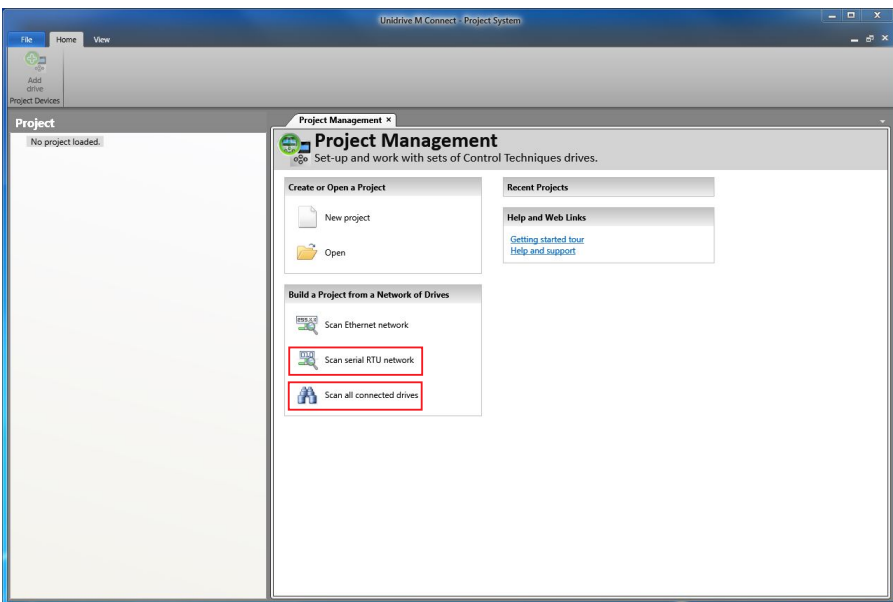 Unidrive M Connect - Project System
File Home View
Add
drive
Project Devices
Project
No project loaded.
Project Management ×
Project Management
Set-up and work with sets of Control Techniques drives.
Create or Open a Project
New project
Open
Recent Projects
Help and Web Links
Getting started tour
Help and support
Build a Project from a Network of Drives
Scan Ethernet network
Scan serial RTU network
Scan all connected drives